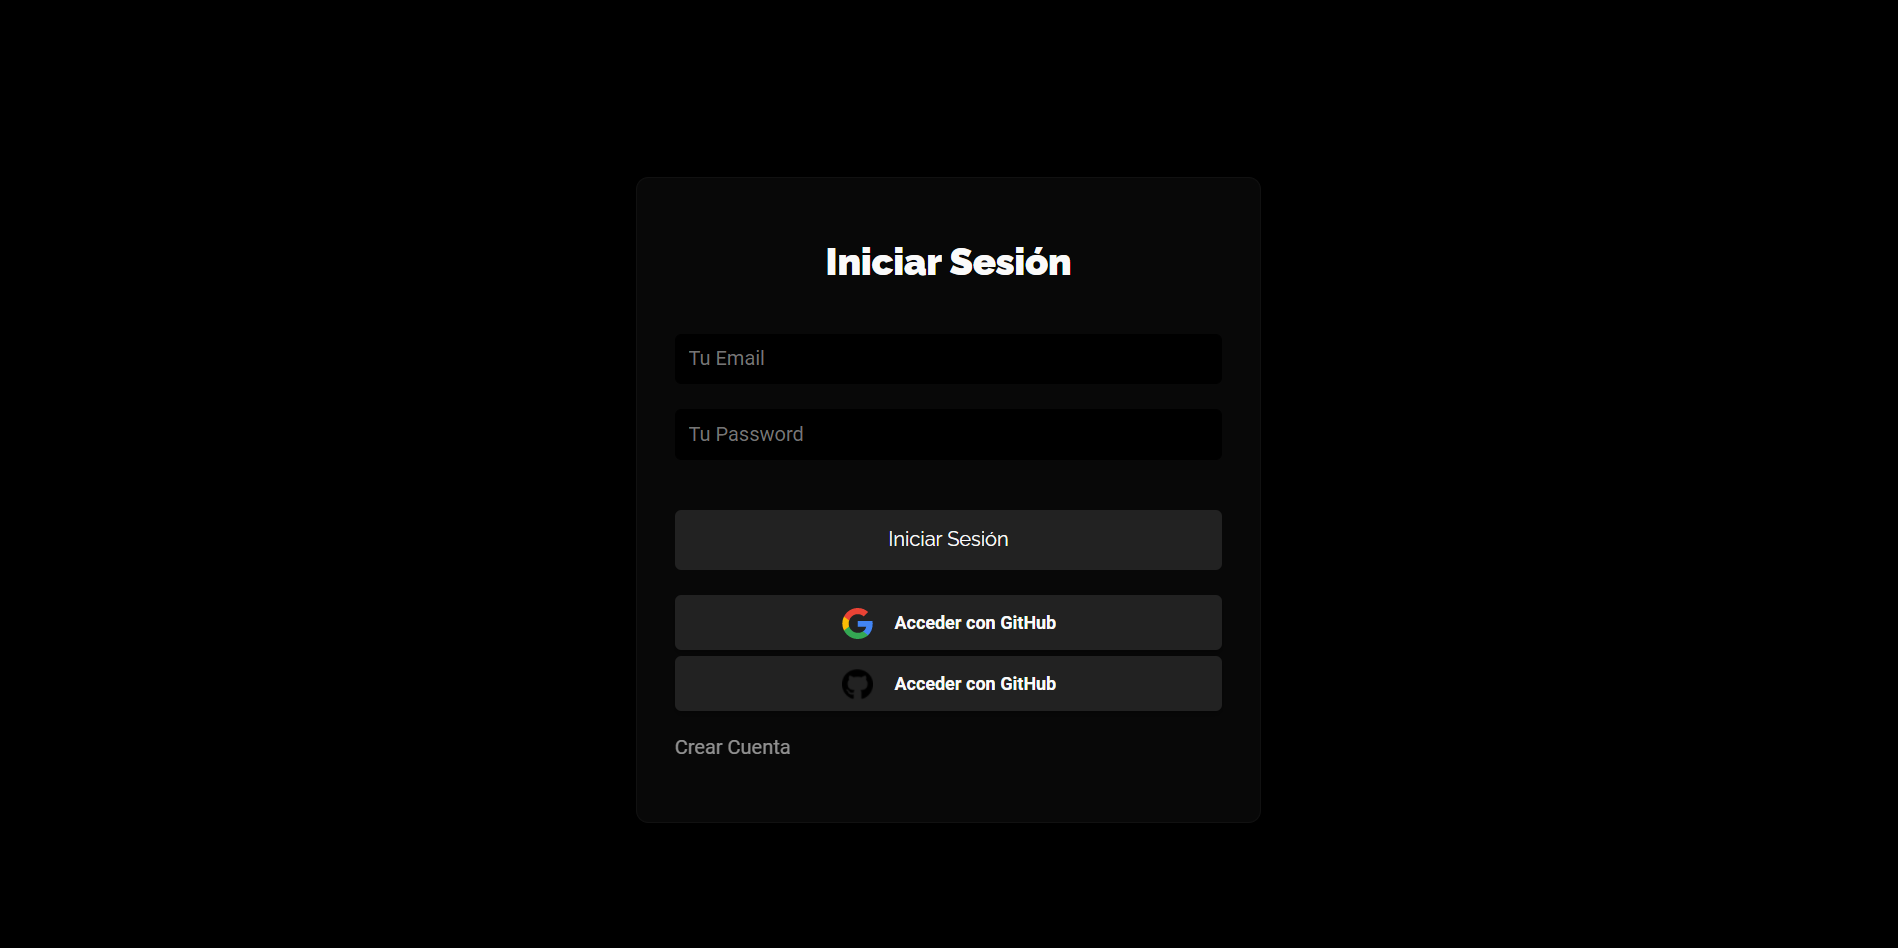 Iniciar Sesión
Tu Email
Tu Password
Iniciar Sesión
Acceder con GitHub
Acceder con GitHub
Crear Cuenta